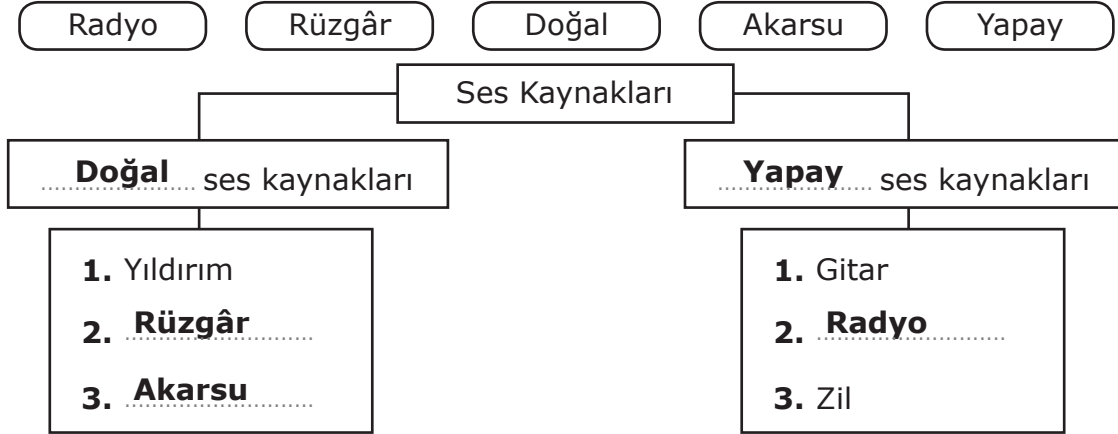 Radyo Rüzgâr Doğal Akarsu Yapay
Ses Kaynakları
Doğal ses kaynakları
Yapay ses kaynakları
1. Yıldırım
2. Rüzgâr
3. Akarsu
1. Gitar
2. Radyo
3. Zil